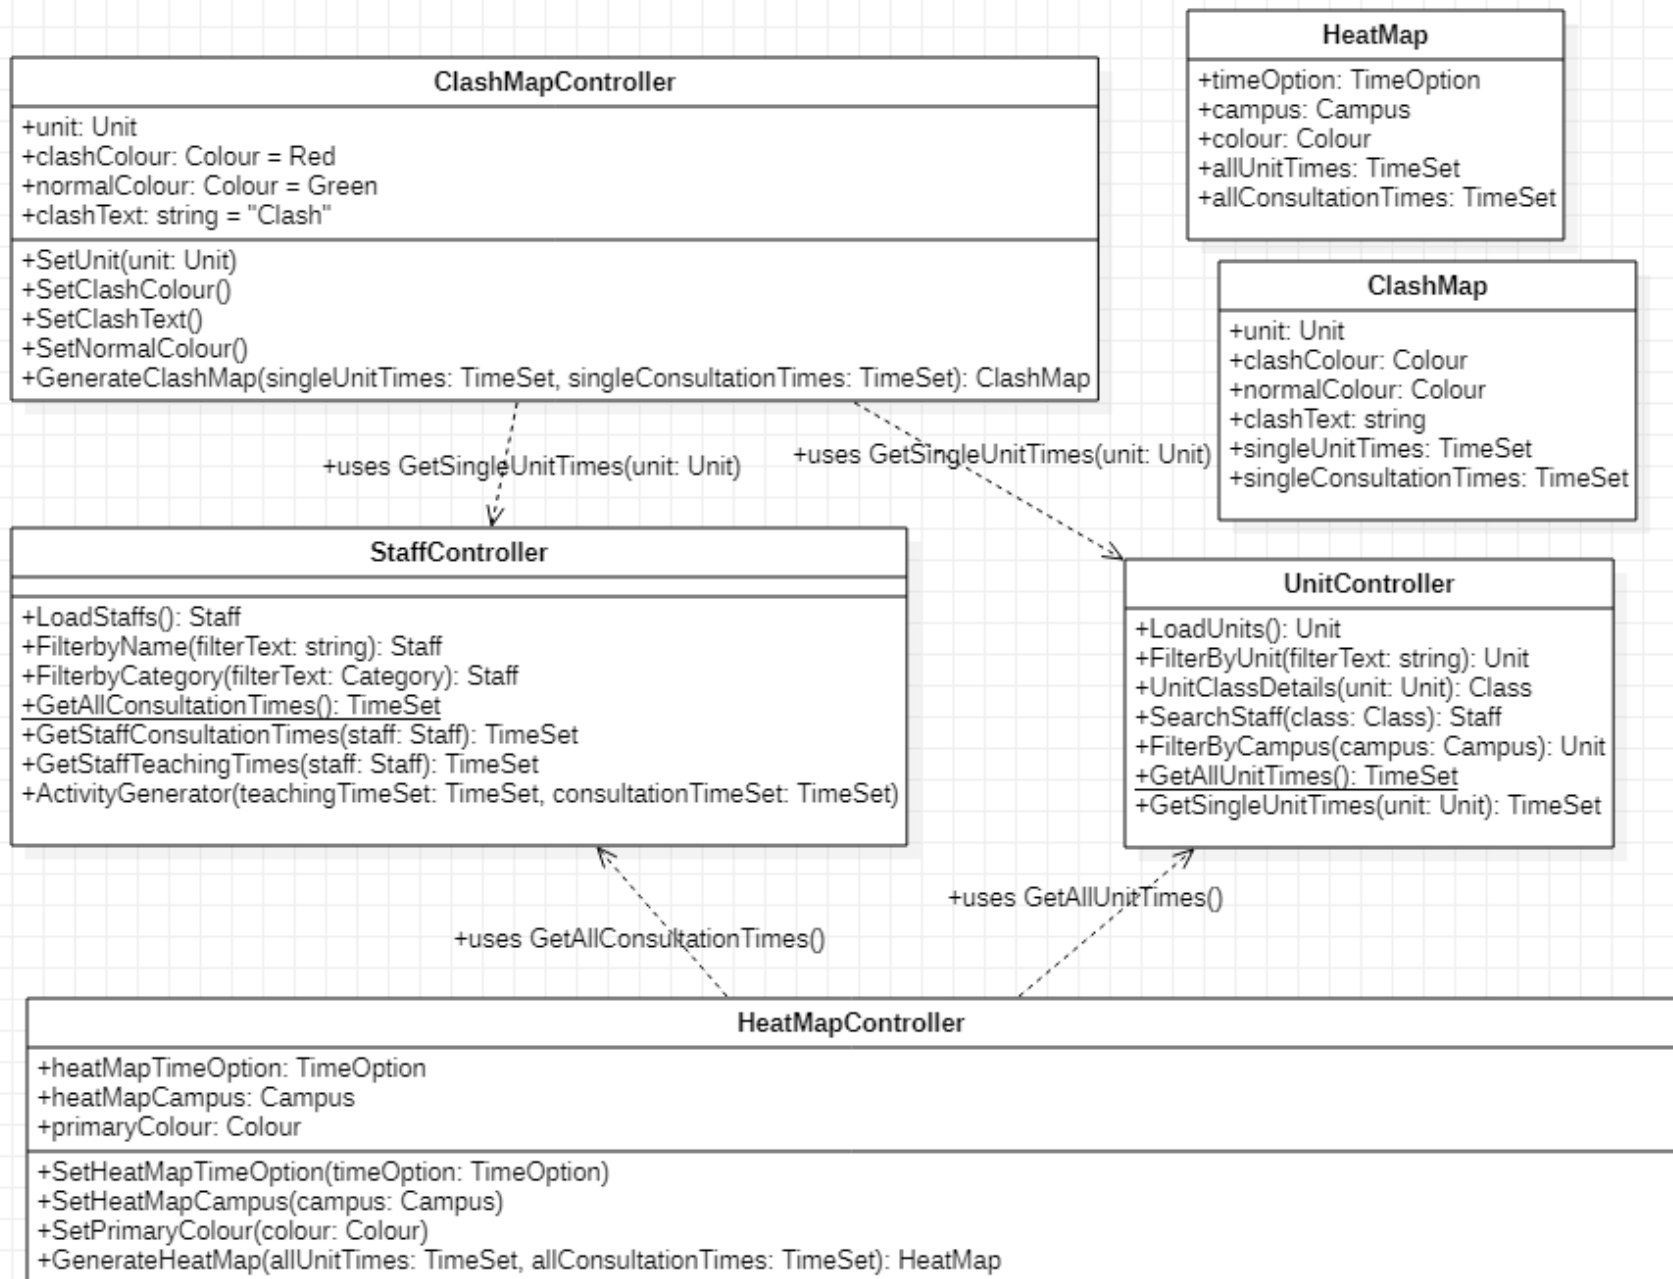 HeatMap
+timeOption: TimeOption
+campus: Campus
+colour: Colour
+allUnitTimes: TimeSet
+allConsultationTimes: TimeSet
ClashMapController
+unit: Unit
+clashColour: Colour = Red
+normalColour: Colour = Green
+clashText: string = "Clash"
+SetUnit(unit: Unit)
+SetClashColour()
+SetClashText()
+SetNormalColour()
+GenerateClashMap(singleUnitTimes: TimeSet, singleConsultationTimes: TimeSet): ClashMap
ClashMap
+unit: Unit
+clashColour: Colour
+normalColour: Colour
+clashText: string
+singleUnitTimes: TimeSet
+singleConsultationTimes: TimeSet
+uses GetSingleUnitTimes(unit: Unit)
+uses GetSingleUnitTimes(unit: Unit)
StaffController
+LoadStaffs(): Staff
+FilterbyName(filterText: string): Staff
+FilterbyCategory(filterText: Category): Staff
+GetAllConsultationTimes(): TimeSet
+GetStaffConsultationTimes(staff: Staff): TimeSet
+GetStaffTeachingTimes(staff: Staff): TimeSet
+ActivityGenerator(teachingTimeSet: TimeSet, consultationTimeSet: TimeSet)
UnitController
+LoadUnits(): Unit
+FilterByUnit(filterText: string): Unit
+UnitClassDetails(unit: Unit): Class
+SearchStaff(class: Class): Staff
+FilterByCampus(campus: Campus): Unit
+GetAllUnitTimes(): TimeSet
+GetSingleUnitTimes(unit: Unit): TimeSet
+uses GetAllUnitTimes()
+uses GetAllConsultationTimes()
HeatMapController
+heatMapTimeOption: TimeOption
+heatMapCampus: Campus
+primaryColour: Colour
+SetHeatMapTimeOption(timeOption: TimeOption)
+SetHeatMapCampus(campus: Campus)
+SetPrimaryColour(colour: Colour)
+GenerateHeatMap(allUnitTimes: TimeSet, allConsultationTimes: TimeSet): HeatMap